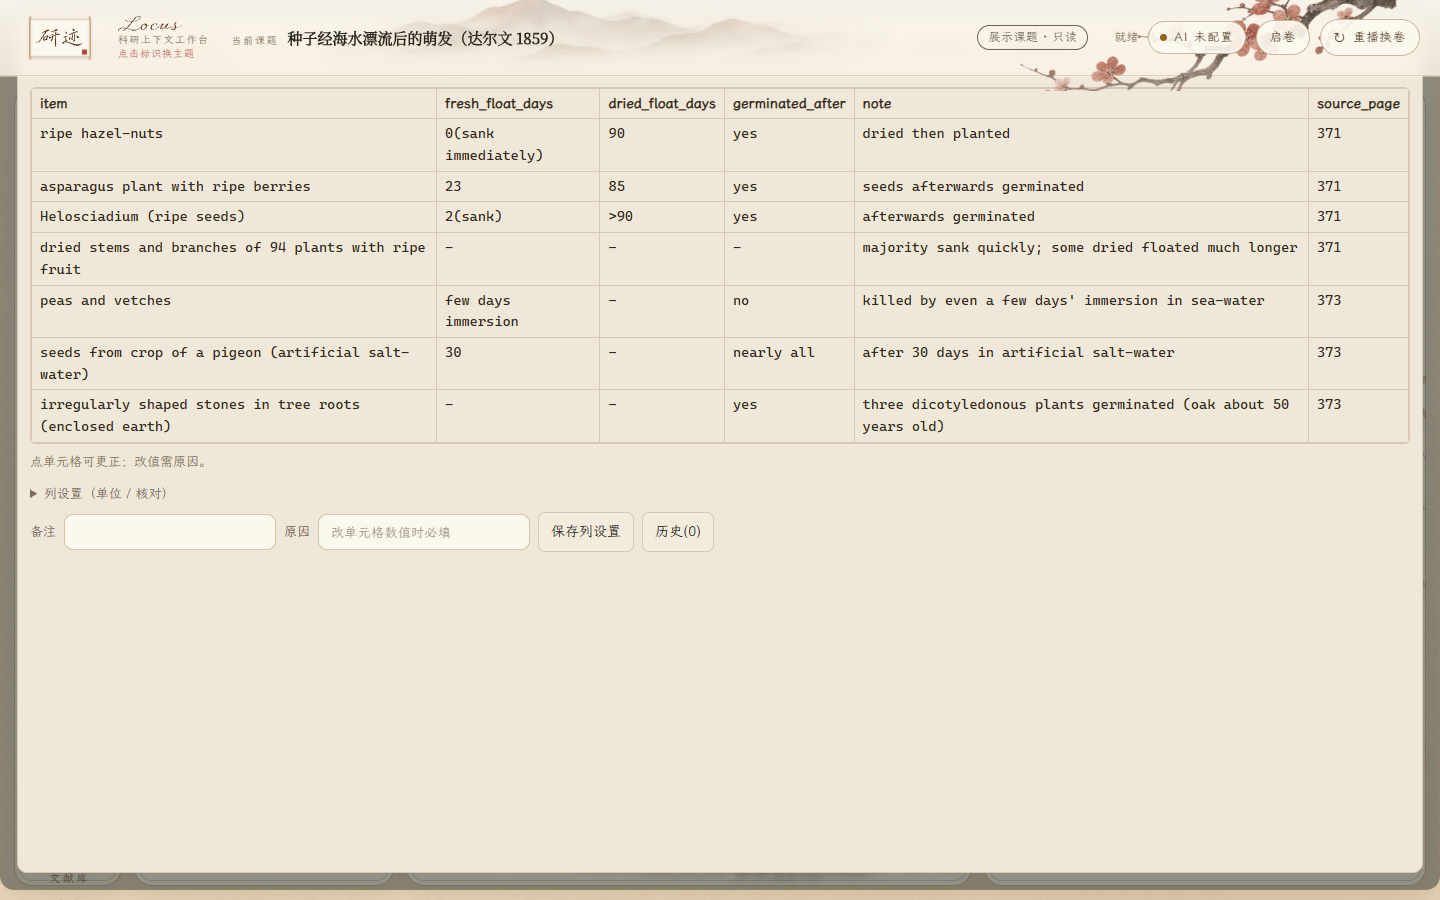 研迹
Locus
科研上下文工作台
点击标识换主题
当前课题 种子经海水漂流后的萌发（达尔文 1859）
展示课题·只读
就绪
AI 未配置
启卷
↻ 重播换卷
item fresh_float_days dried_float_days germinated_after note source_page
ripe hazel-nuts 0(sank immediately) 90 yes dried then planted 371
asparagus plant with ripe berries 23 85 yes seeds afterwards germinated 371
Helosciadium (ripe seeds) 2(sank) >90 yes afterwards germinated 371
dried stems and branches of 94 plants with ripe fruit – – – majority sank quickly; some dried floated much longer 371
peas and vetches few days immersion – no killed by even a few days' immersion in sea-water 373
seeds from crop of a pigeon (artificial salt-water) 30 – nearly all after 30 days in artificial salt-water 373
irregularly shaped stones in tree roots (enclosed earth) – – yes three dicotyledonous plants germinated (oak about 50 years old) 373
点单元格可更正；改值需原因。
▶ 列设置（单位 / 核对）
备注 原因 改单元格数值时必填 保存列设置 历史(0)
文献库